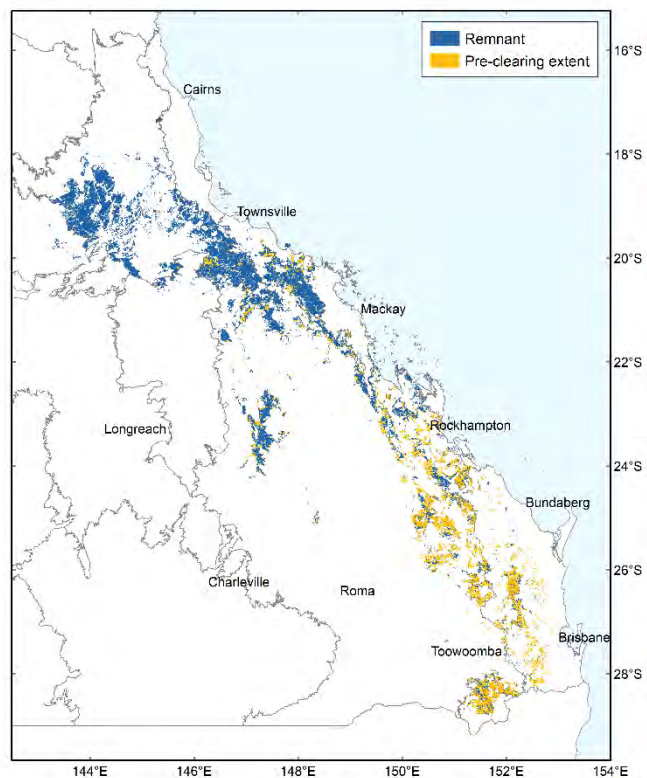 Remnant
Pre-clearing extent
16°S
Cairns
18°S
Townsville
20°S
Mackay
22°S
Longreach
Rockhampton
24°S
Bundaberg
26°S
Charleville
Roma
Toowoomba
Brisbane
28°S
144°E
146°E
148°E
150°E
152°E
154°E